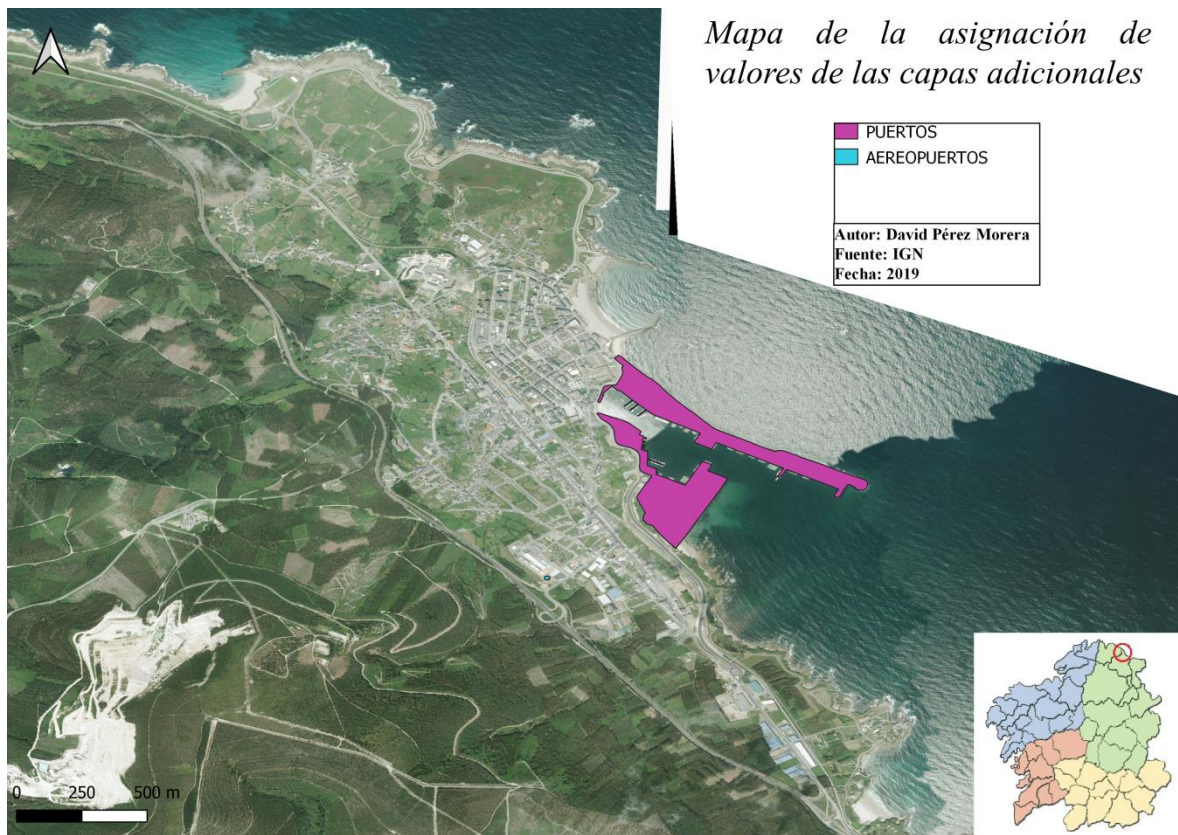 Mapa de la asignación de
valores de las capas adicionales
PUERTOS
AEREOPUERTOS
Autor: David Pérez Morera
Fuente: IGN
Fecha: 2019
0 250 500 m